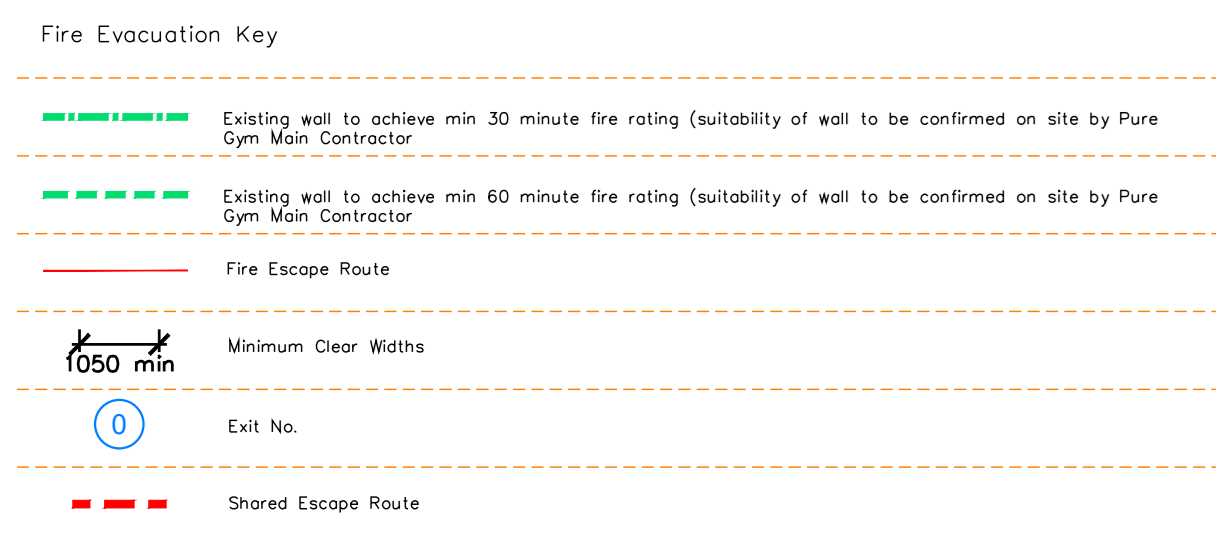 Fire Evacuation Key
Existing wall to achieve min 30 minute fire rating (suitability of wall to be confirmed on site by Pure
Gym Main Contractor
Existing wall to achieve min 60 minute fire rating (suitability of wall to be confirmed on site by Pure
Gym Main Contractor
Fire Escape Route
Minimum Clear Widths
1050 min
0
Exit No.
Shared Escape Route